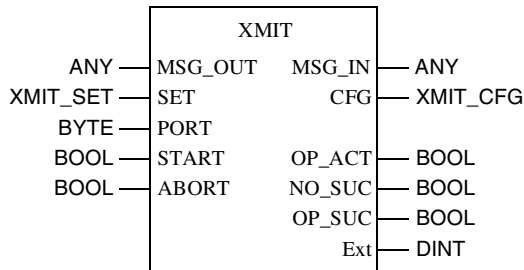 XMIT
ANY MSG_OUT MSG_IN ANY
XMIT_SET SET CFG XMIT_CFG
BYTE PORT
BOOL START OP_ACT BOOL
BOOL ABORT NO_SUC BOOL
OP_SUC BOOL
Ext DINT